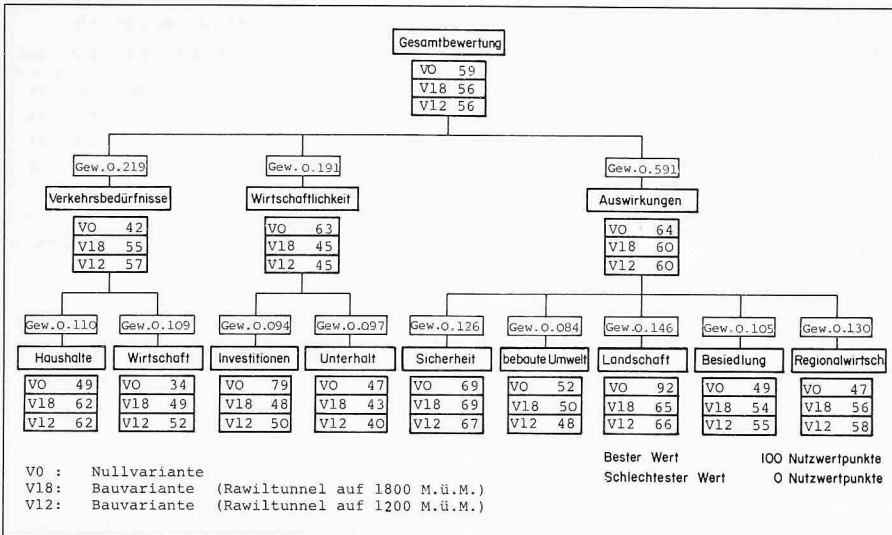 Gesamtbewertung
V0 59
V18 56
V12 56
Gew.0.219 Gew.0.191 Gew.0.591
Verkehrsbedürfnisse Wirtschaftlichkeit Auswirkungen
V0 42 V0 63 V0 64
V18 55 V18 45 V18 60
V12 57 V12 45 V12 60
Gew.0.110 Gew.0.109 Gew.0.094 Gew.0.097 Gew.0.126 Gew.0.084 Gew.0.146 Gew.0.105 Gew.0.130
Haushalte Wirtschaft Investitionen Unterhalt Sicherheit bebaute Umwelt Landschaft Besiedlung Regionalwirtsch.
V0 49 V0 34 V0 79 V0 47 V0 69 V0 52 V0 92 V0 49 V0 47
V18 62 V18 49 V18 48 V18 43 V18 69 V18 50 V18 65 V18 54 V18 56
V12 62 V12 52 V12 50 V12 40 V12 67 V12 48 V12 66 V12 55 V12 58
Bester Wert 100 Nutzwertpunkte
Schlechtester Wert 0 Nutzwertpunkte
V0 : Nullvariante
V18: Bauvariante (Rawiltunnel auf 1800 M.ü.M.)
V12: Bauvariante (Rawiltunnel auf 1200 M.ü.M.)